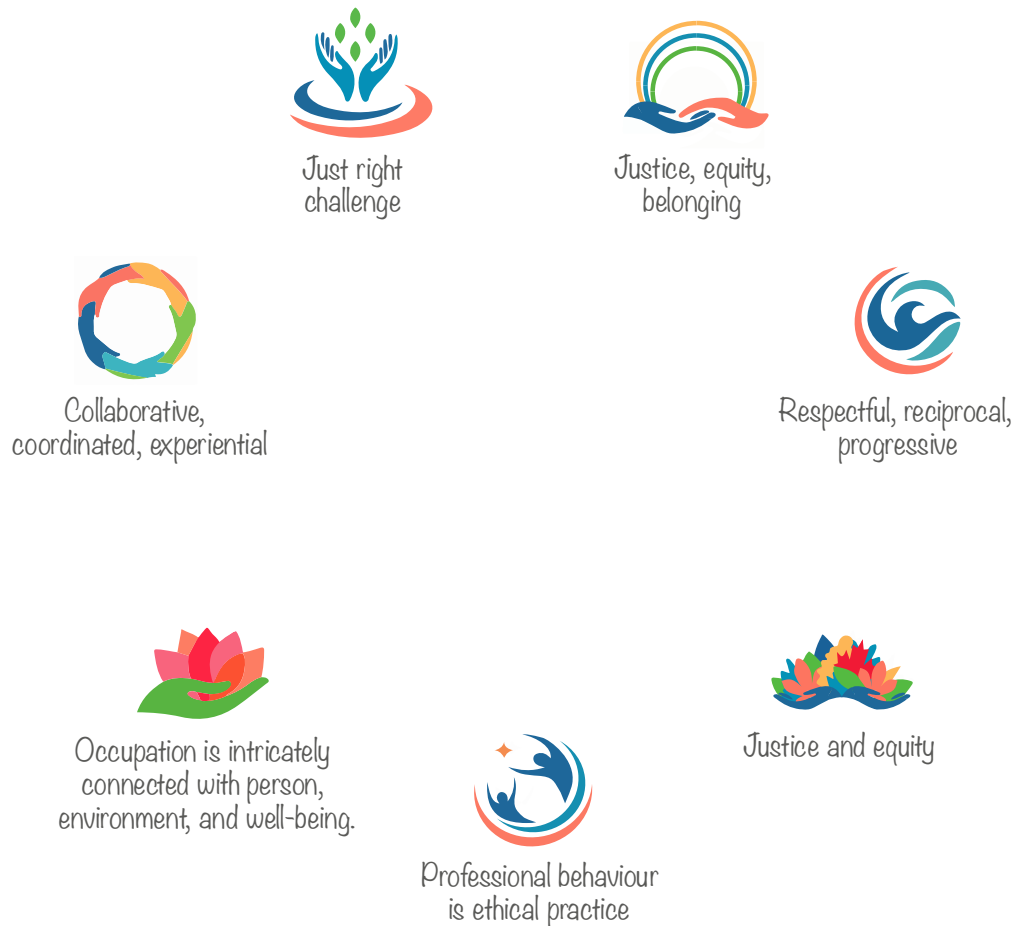 Just right
challenge
Justice, equity,
belonging
Collaborative,
coordinated, experiential
Respectful, reciprocal,
progressive
Occupation is intricately
connected with person,
environment, and well-being.
Justice and equity
Professional behaviour
is ethical practice